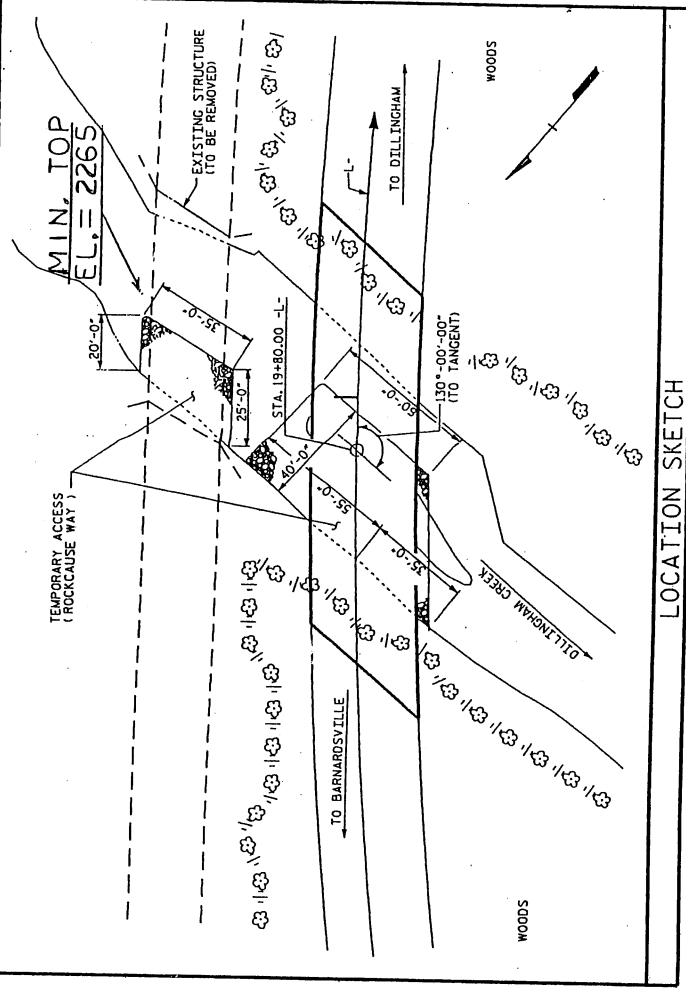 MIN. TOP
EL. = 2265
EXISTING STRUCTURE
(TO BE REMOVED)
TEMPORARY ACCESS
(ROCKCAUSE WAY)
20'-0"
35'-0"
25'-0"
STA. 19+80.00 -L-
40'-0"
55'-0"
35'-0"
60'-0"
130°-00'-00"
(TO TANGENT)
-L-
TO DILLINGHAM
TO BARNARDSVILLE
DILLINGHAM CREEK
WOODS
WOODS
LOCATION SKETCH